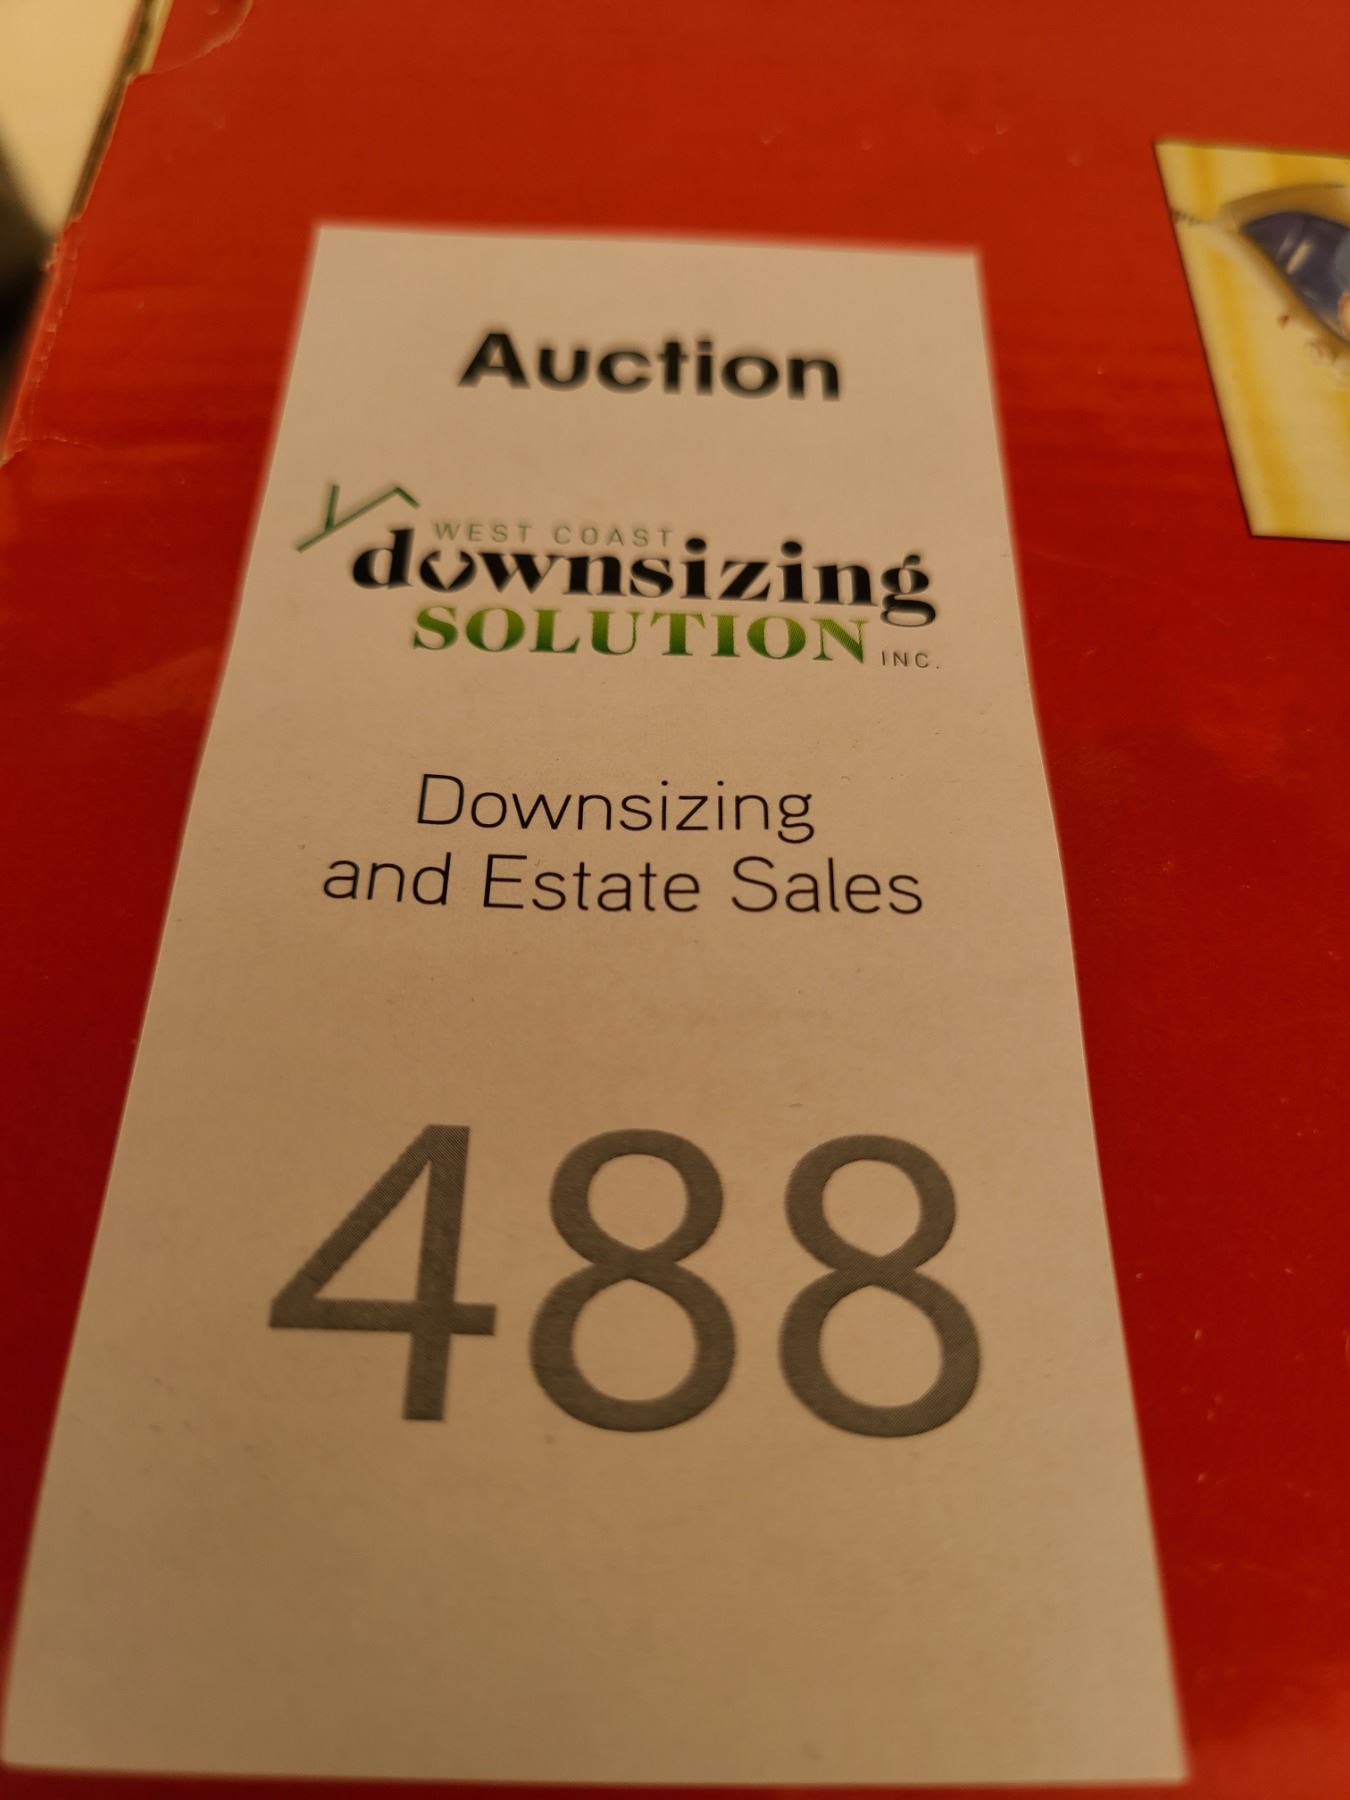 Auction
WEST COAST
downsizing
SOLUTION INC.
Downsizing
and Estate Sales
488